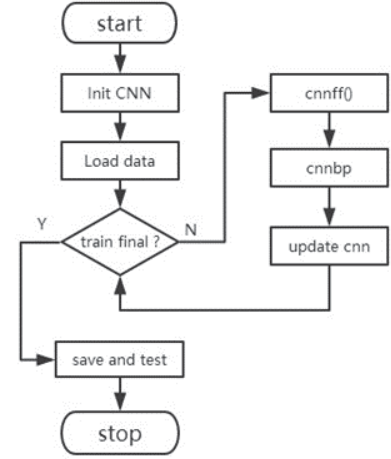 start
Init CNN
Load data
train final ?
Y
N
cnnff()
cnnbp
update cnn
save and test
stop